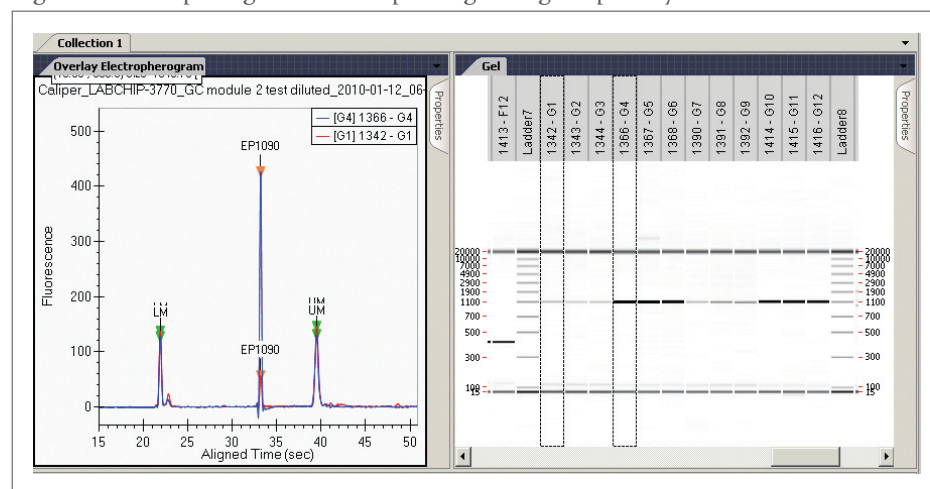 Collection 1
Overlay Electropherogram
Caliper_LABCHIP-3770_GC module 2 test diluted_2010-01-12_06-
[G4] 1366 - G4
[G1] 1342 - G1
Properties
Fluorescence
500
400
300
200
100
0
EP1090
EP1090
LM
UM
UM
15 20 25 30 35 40 45 50
Aligned Time (sec)
Gel
1413 - F12
Ladder7
1342 - G1
1343 - G2
1344 - G3
1366 - G4
1367 - G5
1368 - G6
1390 - G7
1391 - G8
1392 - G9
1414 - G10
1415 - G11
1416 - G12
Ladder8
Properties
20000
10000
7000
4900
2900
1900
1100
700
500
300
100
15
20000
10000
7000
4900
2900
1900
1100
700
500
300
100
15